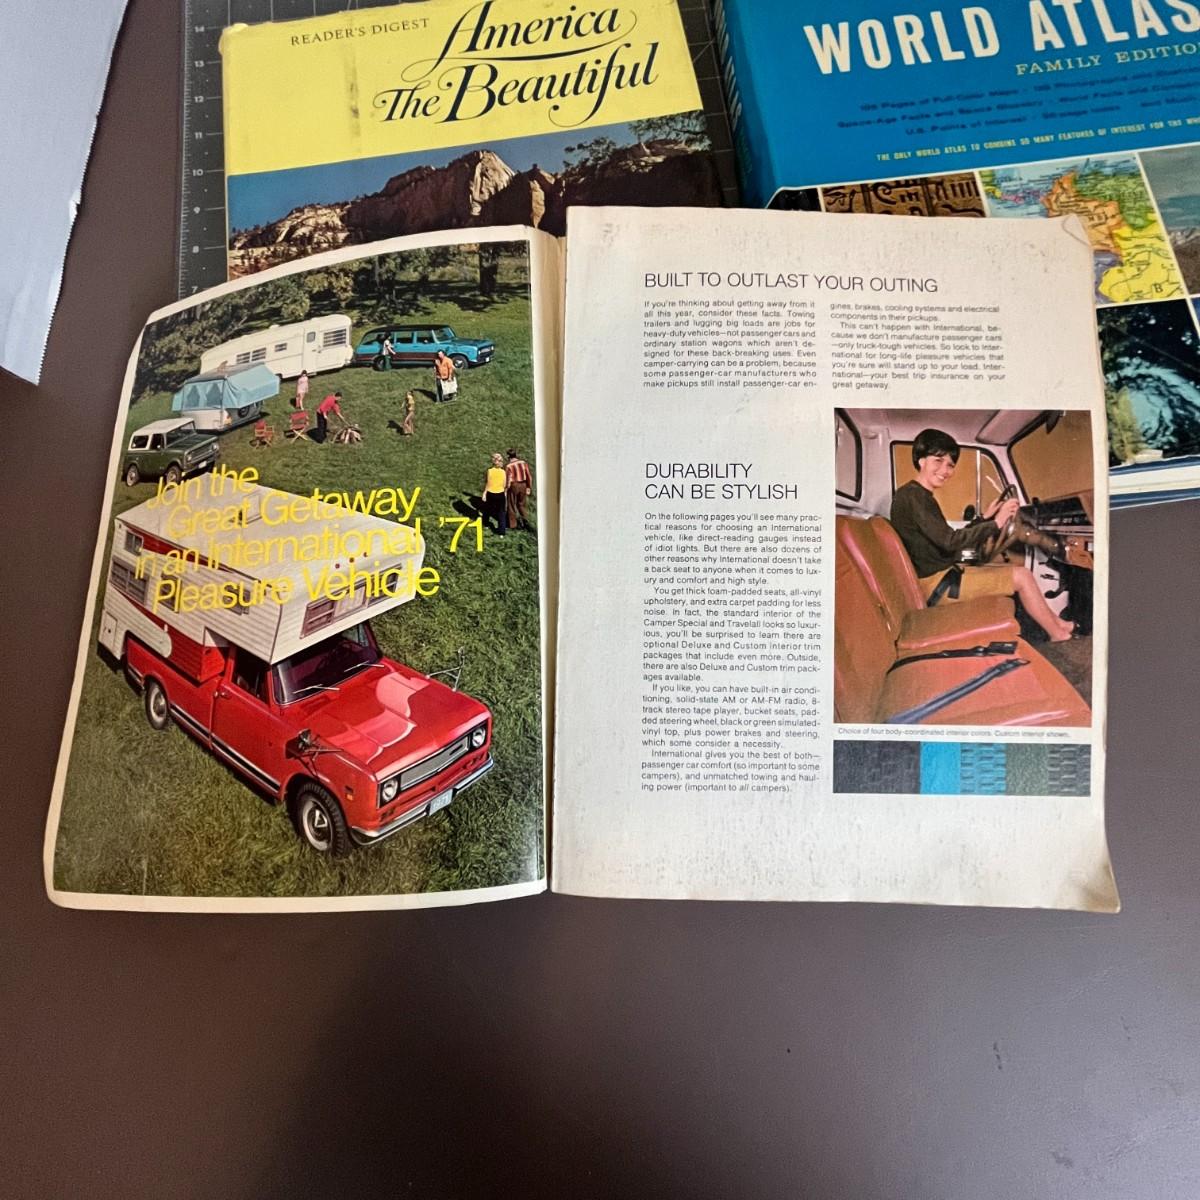 READER'S DIGEST
America
The Beautiful
WORLD ATLAS
FAMILY EDITIO
THE ONLY WORLD ATLAS TO COMBINE SO MANY FEATURES OF INTEREST FOR THE
Join the
Great Getaway
in an International '71
Pleasure Vehicle
BUILT TO OUTLAST YOUR OUTING
If you're thinking about getting away from it
all this year, consider these facts. Towing
trailers and lugging big loads are jobs for
heavy-duty vehicles—not passenger cars and
ordinary station wagons which aren't de-
signed for these back-breaking uses. Even
camper-carrying can be a problem, because
some passenger-car manufacturers who
make pickups still install passenger-car en-
gines, brakes, cooling systems and electrical
components in their pickups.
This can't happen with International, be-
cause we don't manufacture passenger cars
—only truck-tough vehicles. So look to Inter-
national for long-life pleasure vehicles that
you're sure will stand up to your load. Inter-
national—your best trip insurance on your
great getaway.
DURABILITY
CAN BE STYLISH
On the following pages you'll see many prac-
tical reasons for choosing an International
vehicle, like direct-reading gauges instead
of idiot lights. But there are also dozens of
other reasons why International doesn't take
a back seat to anyone when it comes to lux-
ury and comfort and high style.
You get thick foam-padded seats, all-vinyl
upholstery, and extra carpet padding for less
noise. In fact, the standard interior of the
Camper Special and Travelall looks so luxur-
ious, you'll be surprised to learn there are
optional Deluxe and Custom interior trim
packages that include even more. Outside,
there are also Deluxe and Custom trim pack-
ages available.
If you like, you can have built-in air condi-
tioning, solid-state AM or AM-FM radio, 8-
track stereo tape player, bucket seats, pad-
ded steering wheel, black or green simulated-
vinyl top, plus power brakes and steering,
which some consider a necessity.
International gives you the best of both—
passenger car comfort (so important to some
campers), and unmatched towing and haul-
ing power (important to all campers).
Choice of four body-coordinated interior colors. Custom interior shown.